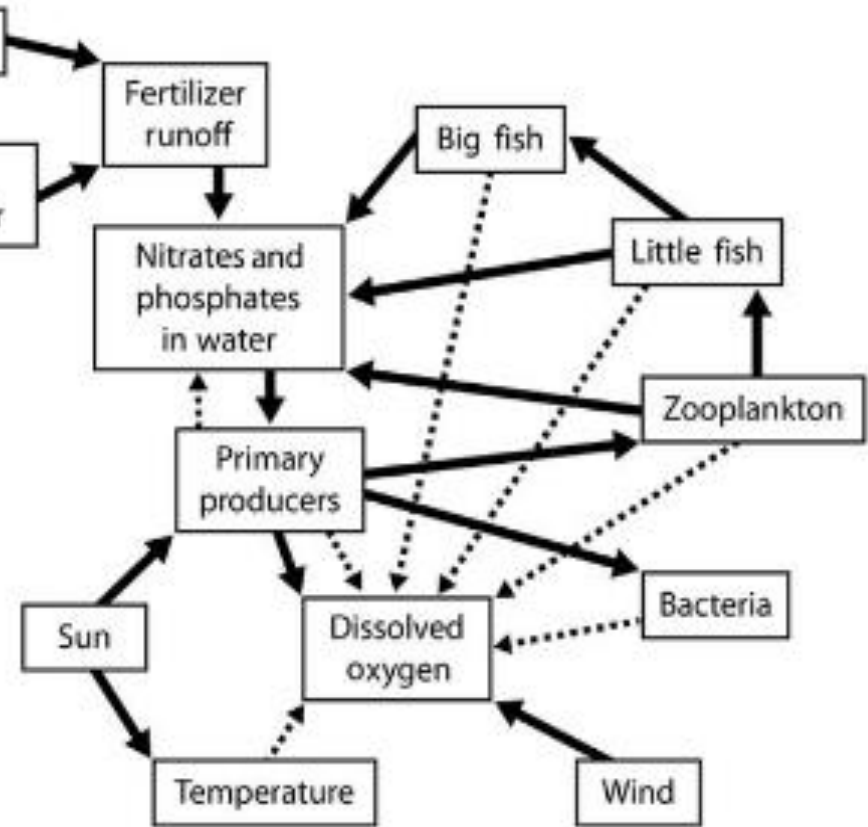 Fertilizer
runoff
Big fish
Nitrates and
phosphates
in water
Little fish
Zooplankton
Primary
producers
Bacteria
Sun
Dissolved
oxygen
Temperature
Wind